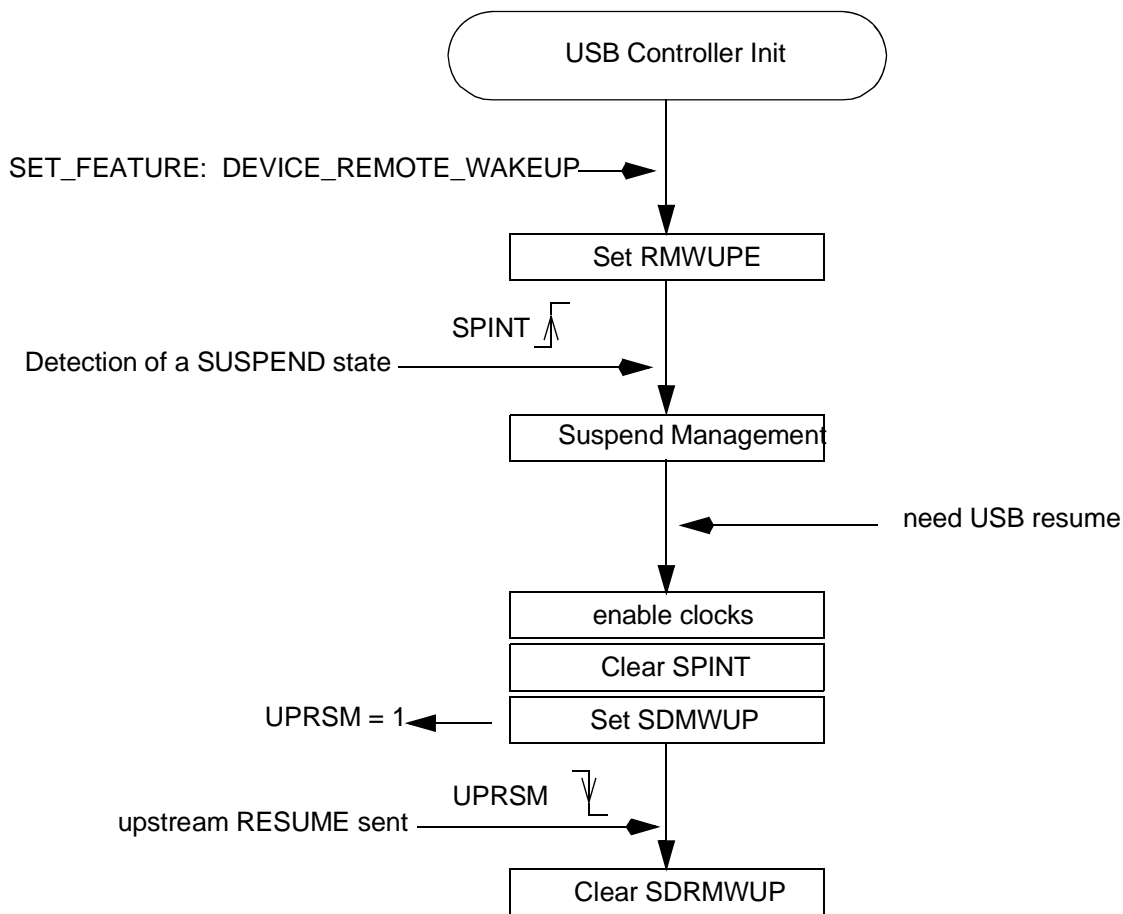 USB Controller Init
SET_FEATURE: DEVICE_REMOTE_WAKEUP
Set RMWUPE
SPINT
Detection of a SUSPEND state
Suspend Management
need USB resume
enable clocks
Clear SPINT
UPRSM = 1
Set SDMWUP
UPRSM
upstream RESUME sent
Clear SDRMWUP